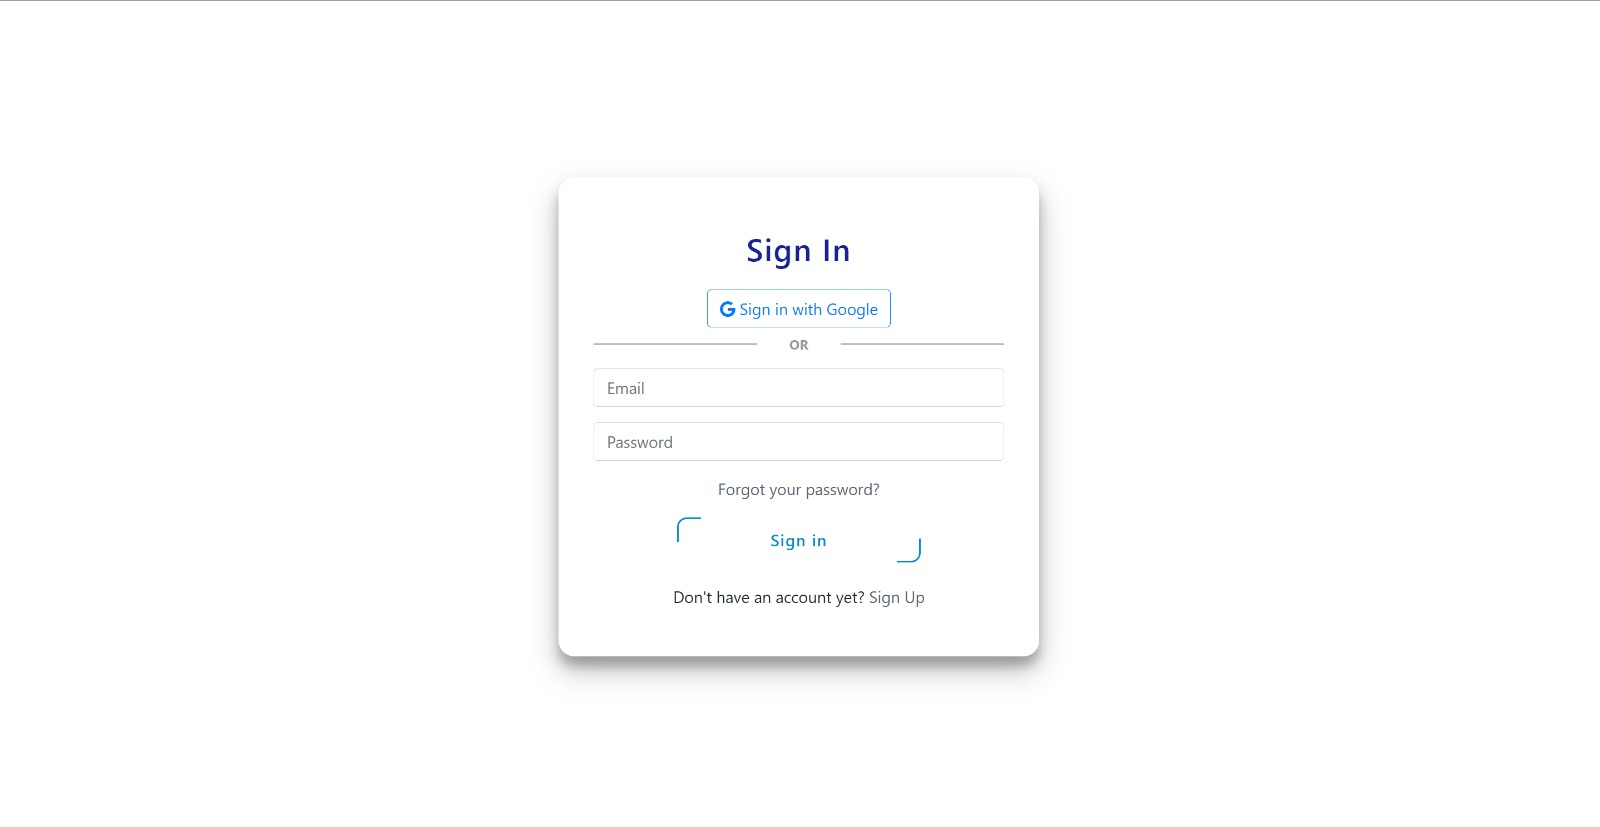 Sign In
Sign in with Google
OR
Email
Password
Forgot your password?
Sign in
Don't have an account yet? Sign Up